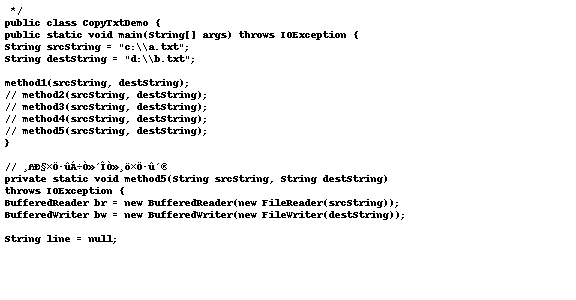 */
public class CopyTxtDemo {
public static void main(String[] args) throws IOException {
String srcString = "c:\\a.txt";
String destString = "d:\\b.txt";
method1(srcString, destString);
// method2(srcString, destString);
// method3(srcString, destString);
// method4(srcString, destString);
// method5(srcString, destString);
}
//
private static void method5(String srcString, String destString)
throws IOException {
BufferedReader br = new BufferedReader(new FileReader(srcString));
BufferedWriter bw = new BufferedWriter(new FileWriter(destString));
String line = null;